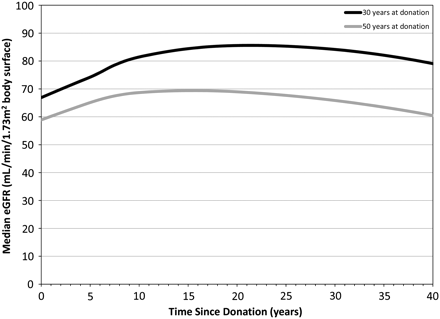 30 years at donation
50 years at donation
Median eGFR (mL/min/1.73m² body surface)
100
90
80
70
60
50
40
30
20
10
0
0 5 10 15 20 25 30 35 40
Time Since Donation (years)